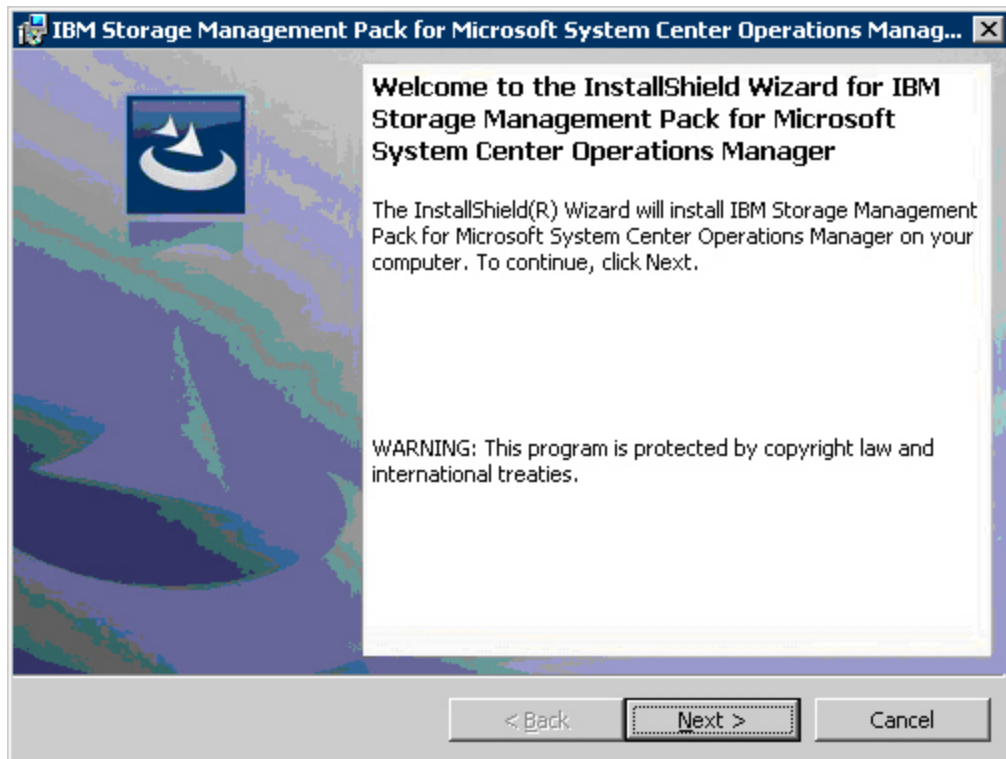 IBM Storage Management Pack for Microsoft System Center Operations Manag...
Welcome to the InstallShield Wizard for IBM
Storage Management Pack for Microsoft
System Center Operations Manager
The InstallShield(R) Wizard will install IBM Storage Management
Pack for Microsoft System Center Operations Manager on your
computer. To continue, click Next.
WARNING: This program is protected by copyright law and
international treaties.
< Back
Next >
Cancel